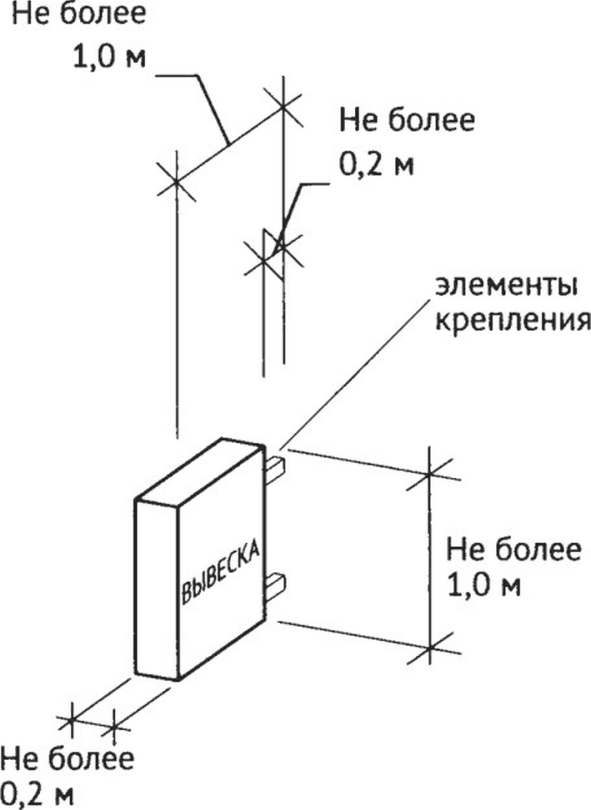 Не более
1,0 м
Не более
0,2 м
элементы
крепления
ВЫВЕСКА
Не более
1,0 м
Не более
0,2 м